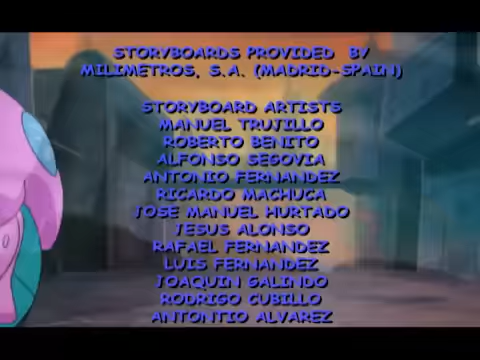 STORYBOARDS PROVIDED BY
MILIMETROS, S.A. (MADRID-SPAIN)
STORYBOARD ARTISTS
MANUEL TRUJILLO
ROBERTO BENITO
ALFONSO SEGOVIA
ANTONIO FERNANDEZ
RICARDO MACHUCA
JOSE MANUEL HURTADO
JESUS ALONSO
RAFAEL FERNANDEZ
LUIS FERNANDEZ
JOAQUIN GALINDO
RODRIGO CUBILLO
ANTONTIO ALVAREZ